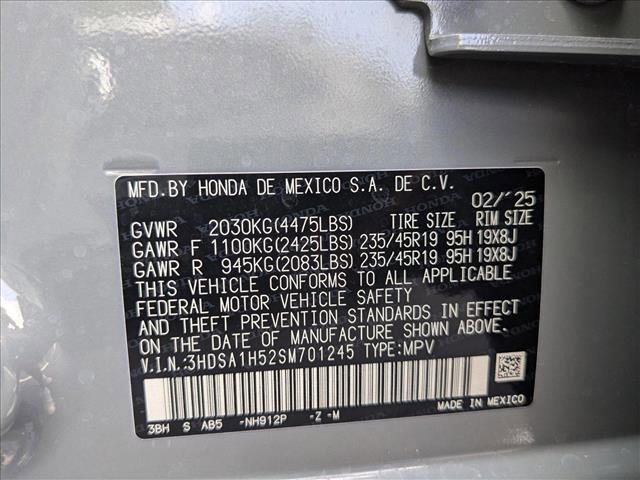 MFD.BY HONDA DE MEXICO S.A. DE C.V.
02/'25
GVWR 2030KG(4475LBS) TIRE SIZE RIM SIZE
GAWR F 1100KG(2425LBS) 235/45R19 95H 19X8J
GAWR R 945KG(2083LBS) 235/45R19 95H 19X8J
THIS VEHICLE CONFORMS TO ALL APPLICABLE
FEDERAL MOTOR VEHICLE SAFETY
AND THEFT PREVENTION STANDARDS IN EFFECT
ON THE DATE OF MANUFACTURE SHOWN ABOVE.
V.I.N.:3HDSA1H52SM701245 TYPE:MPV
3BH S AB5 -NH912P -Z -M
MADE IN MEXICO